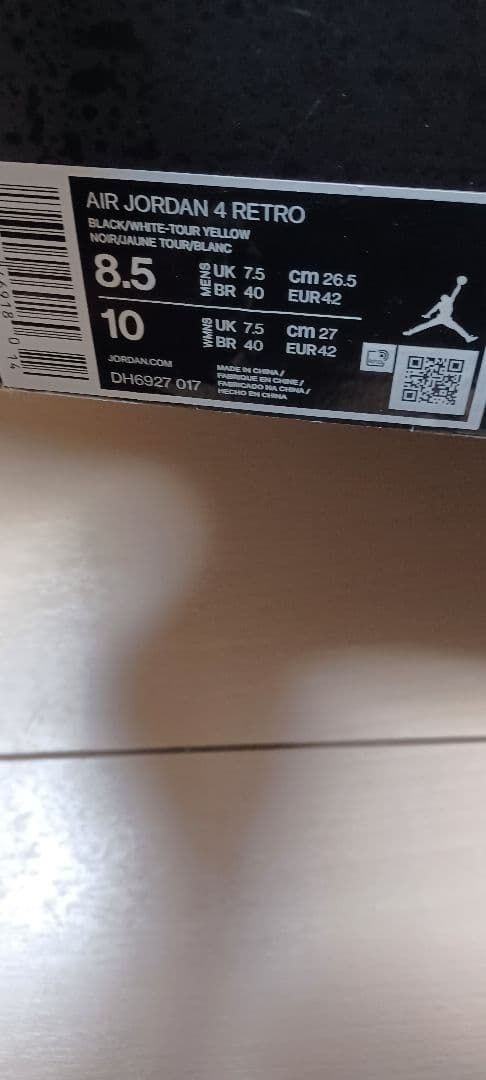 AIR JORDAN 4 RETRO
BLACK/WHITE-TOUR YELLOW
NOIR/JAUNE TOUR/BLANC
8.5 MENS UK 7.5 cm 26.5
BR 40 EUR 42
10 WMNS UK 7.5 cm 27
BR 40 EUR 42
JORDAN.COM
DH6927 017
MADE IN CHINA /
FABRIQUE EN CHINE /
FABRICADO NA CHINA /
HECHO EN CHINA